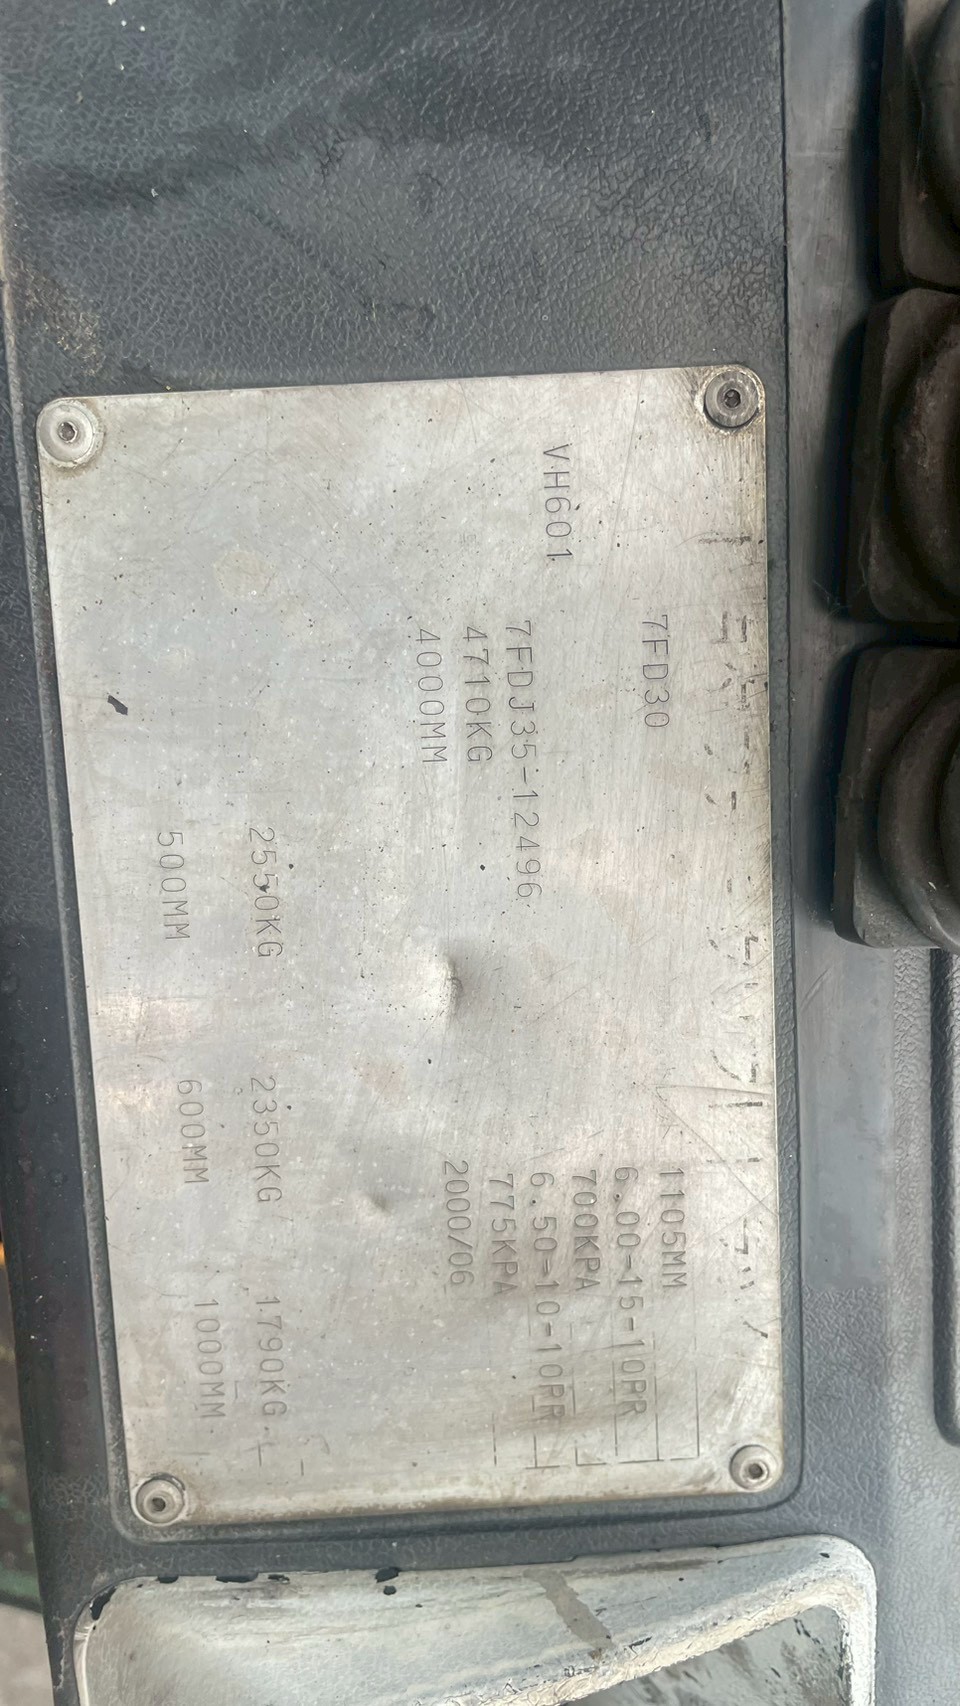 7FD30 1105MM
6.00-15-10PR
VH601 700KPA
7FDJ35-12496 6.50-10-10PR
4710KG 775KPA
4000MM 2000/06
2550KG 2350KG 1790KG
500MM 600MM 1000MM